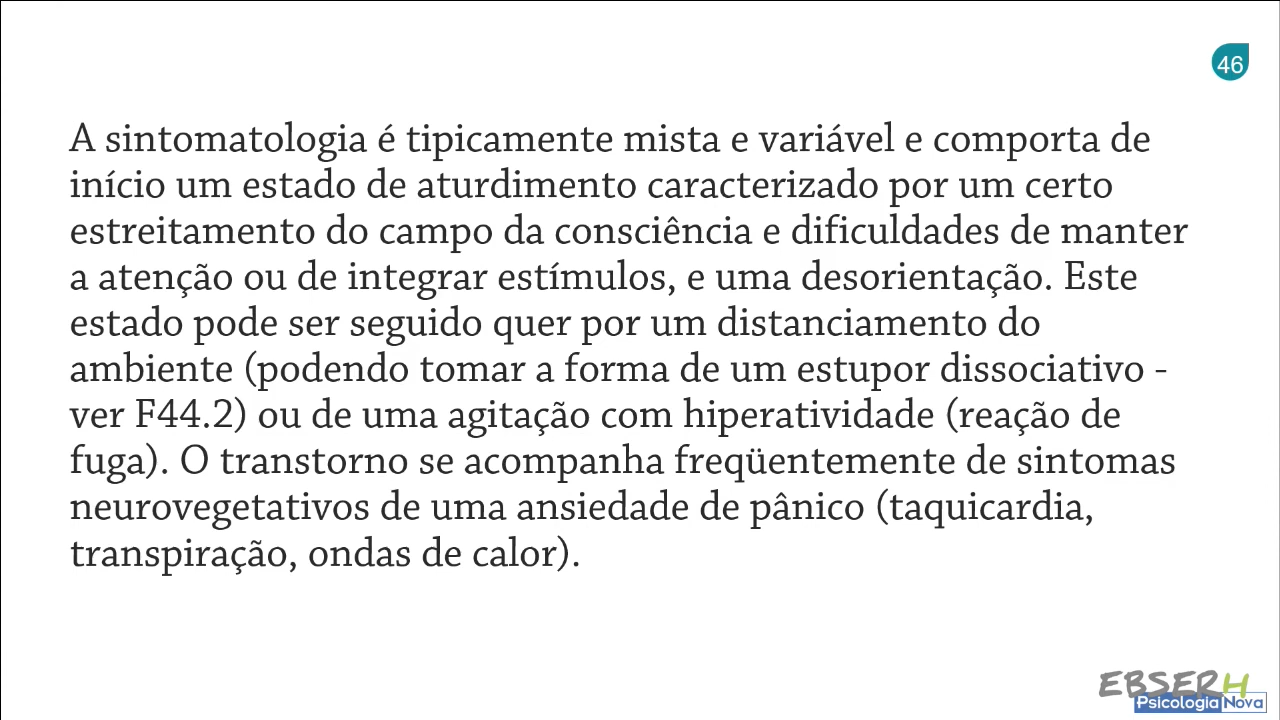 46
A sintomatologia é tipicamente mista e variável e comporta de
início um estado de aturdimento caracterizado por um certo
estreitamento do campo da consciência e dificuldades de manter
a atenção ou de integrar estímulos, e uma desorientação. Este
estado pode ser seguido quer por um distanciamento do
ambiente (podendo tomar a forma de um estupor dissociativo -
ver F44.2) ou de uma agitação com hiperatividade (reação de
fuga). O transtorno se acompanha freqüentemente de sintomas
neurovegetativos de uma ansiedade de pânico (taquicardia,
transpiração, ondas de calor).
EBSERH
Psicologia Nova